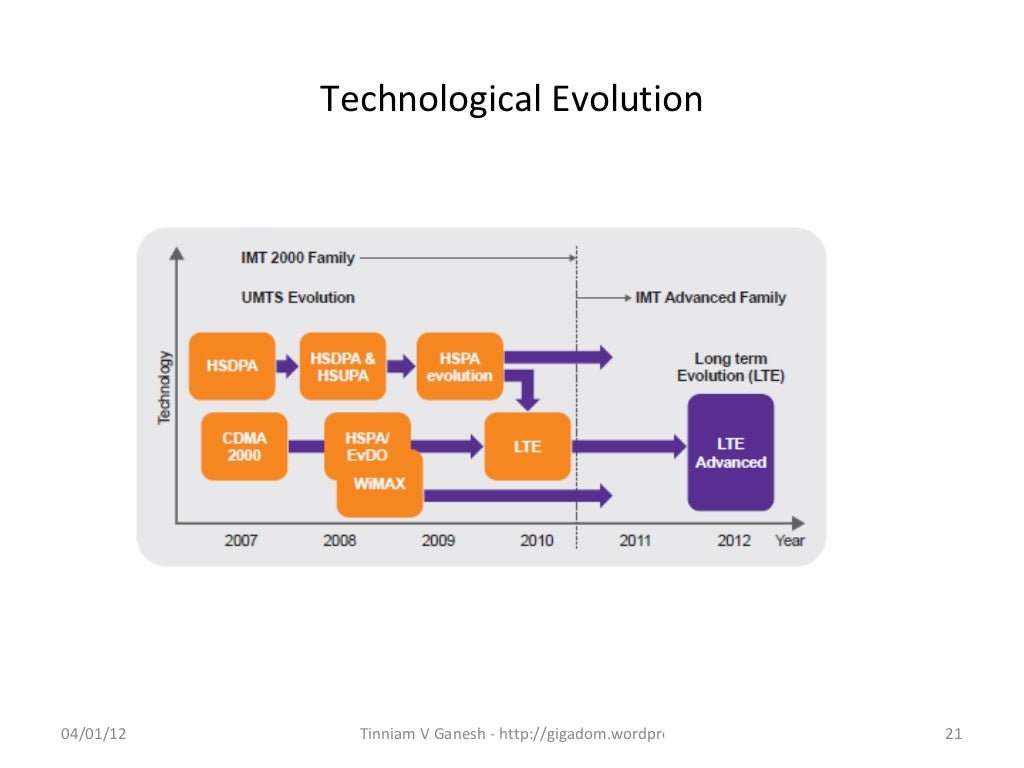 Technological Evolution
IMT 2000 Family
UMTS Evolution
IMT Advanced Family
Technology
HSDPA
HSDPA &
HSUPA
HSPA
evolution
Long term
Evolution (LTE)
CDMA
2000
HSPA/
EvDO
WiMAX
LTE
LTE
Advanced
2007 2008 2009 2010 2011 2012 Year
04/01/12 Tinniam V Ganesh - http://gigadom.wordpr 21